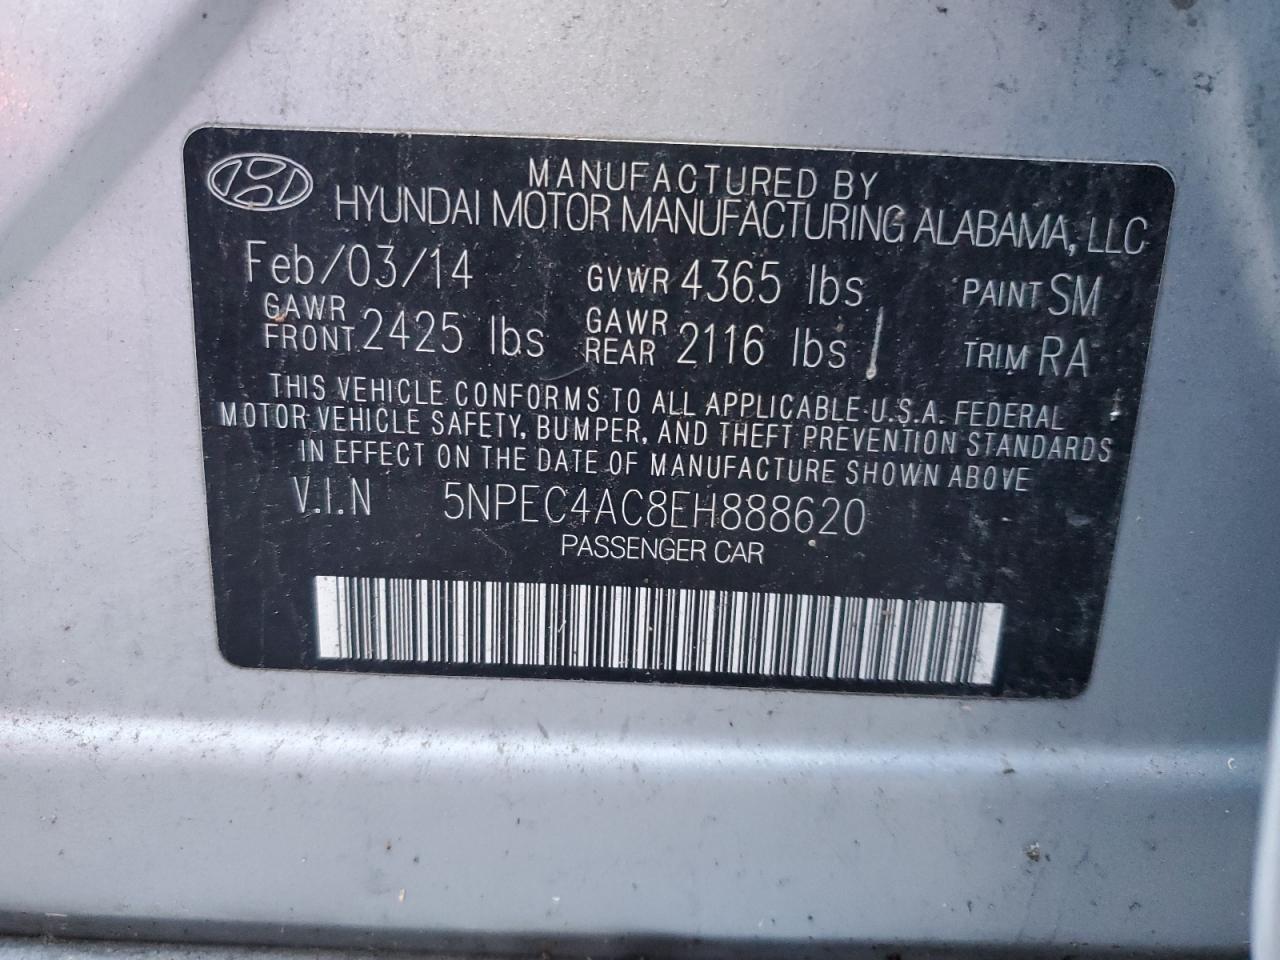 MANUFACTURED BY
HYUNDAI MOTOR MANUFACTURING ALABAMA, LLC
Feb/03/14 GVWR 4365 lbs PAINT SM
GAWR FRONT 2425 lbs GAWR REAR 2116 lbs TRIM RA
THIS VEHICLE CONFORMS TO ALL APPLICABLE U.S.A. FEDERAL
MOTOR VEHICLE SAFETY, BUMPER, AND THEFT PREVENTION STANDARDS
IN EFFECT ON THE DATE OF MANUFACTURE SHOWN ABOVE
V.I.N 5NPEC4AC8EH888620
PASSENGER CAR